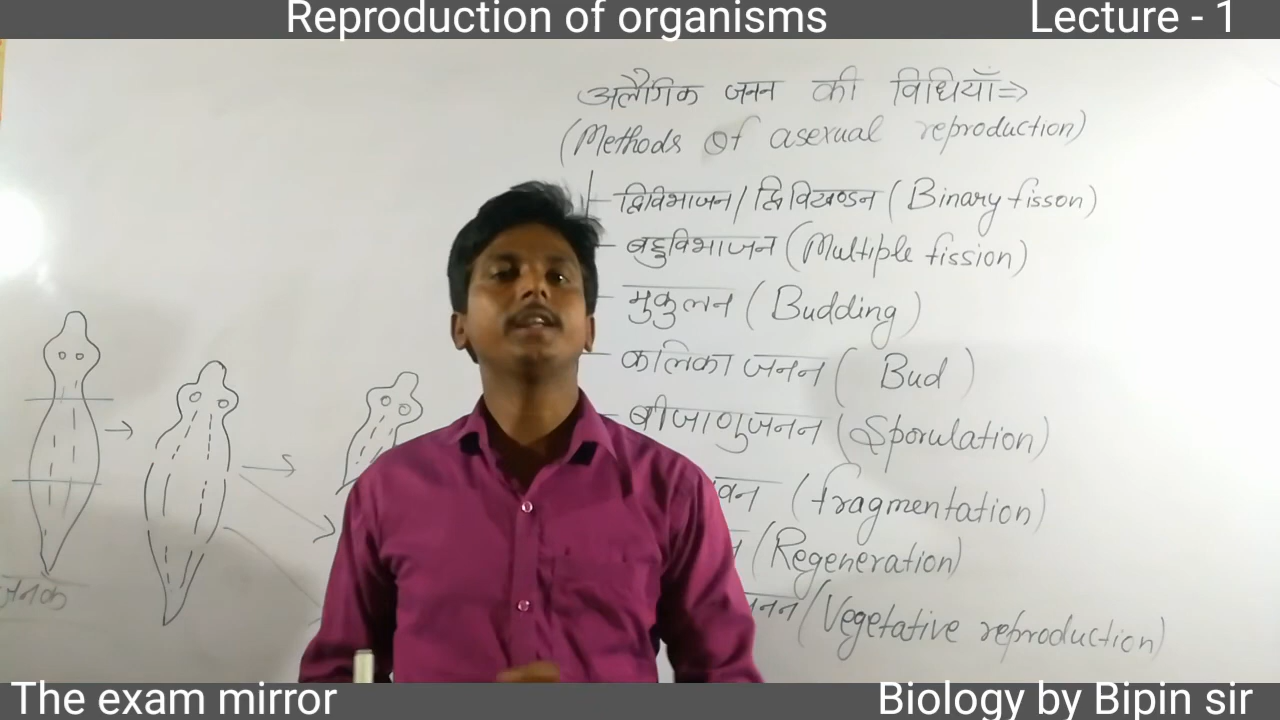 Reproduction of organisms Lecture - 1
अलैगिक जनन की विधियाँ =>
(Methods of asexual reproduction)
द्विविभाजन / द्वि विखण्डन (Binary fisson)
बहुविभाजन (Multiple fission)
मुकुलन (Budding)
कलिका जनन (Bud)
बीजाणुजनन (Sporulation)
(fragmentation)
(Regeneration)
(Vegetative reproduction)
जनक
The exam mirror Biology by Bipin sir